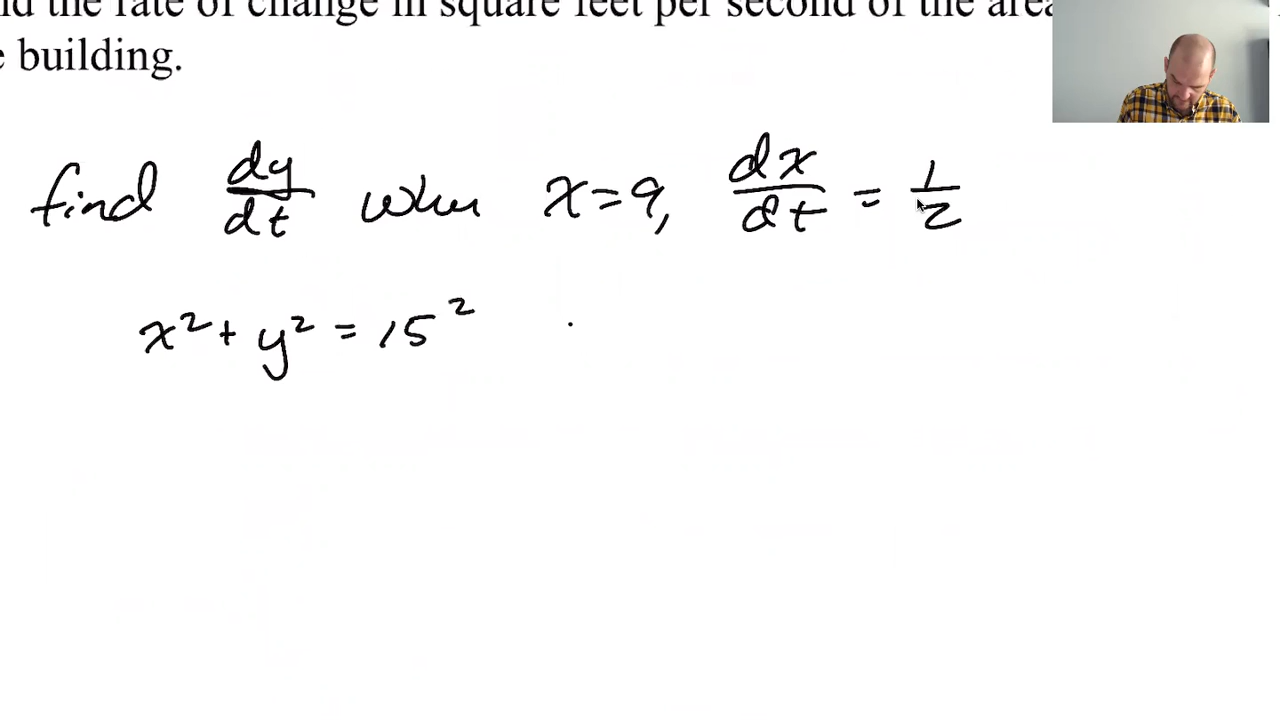 the rate of change in square feet per second of the
building.
find dy/dt when x=9, dx/dt = 1/2
x² + y² = 15²